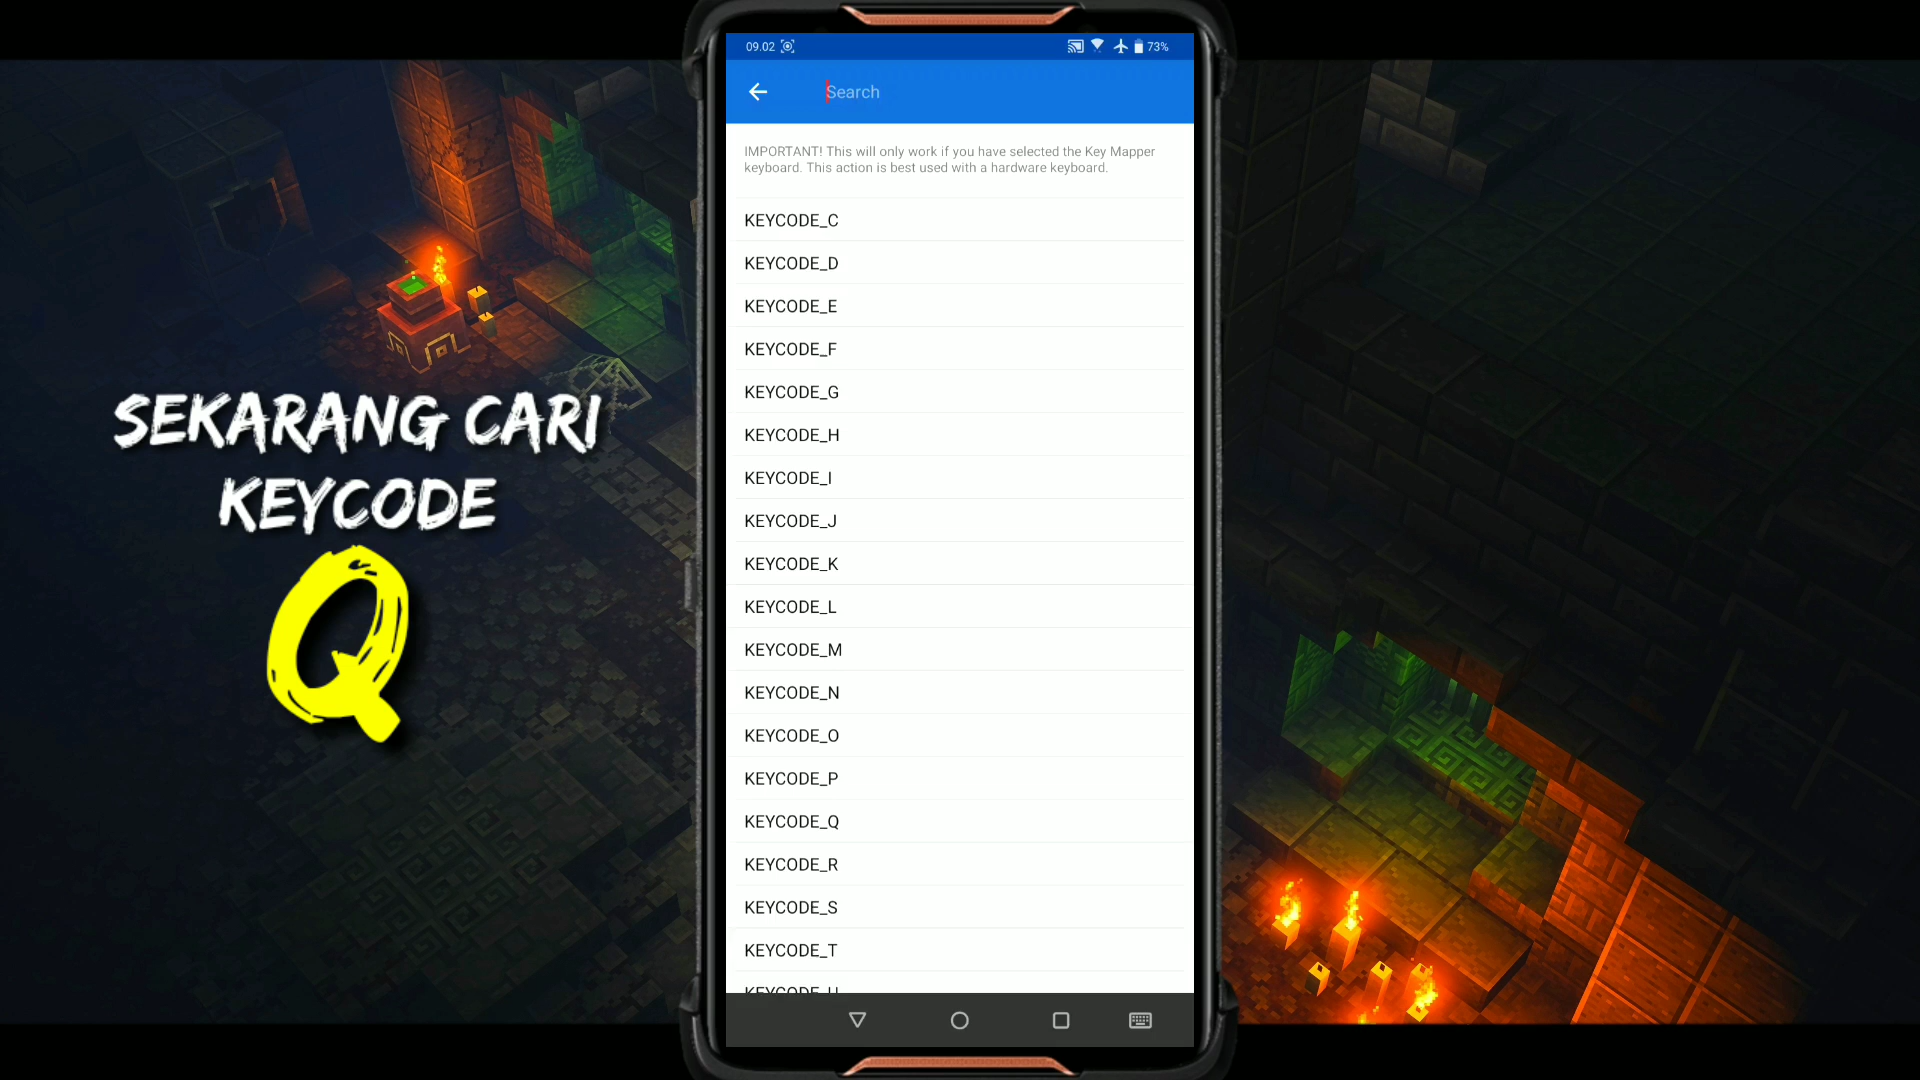 SEKARANG CARI
KEYCODE
Q
09.02
73%
Search
IMPORTANT! This will only work if you have selected the Key Mapper
keyboard. This action is best used with a hardware keyboard.
KEYCODE_C
KEYCODE_D
KEYCODE_E
KEYCODE_F
KEYCODE_G
KEYCODE_H
KEYCODE_I
KEYCODE_J
KEYCODE_K
KEYCODE_L
KEYCODE_M
KEYCODE_N
KEYCODE_O
KEYCODE_P
KEYCODE_Q
KEYCODE_R
KEYCODE_S
KEYCODE_T
KEYCODE_U